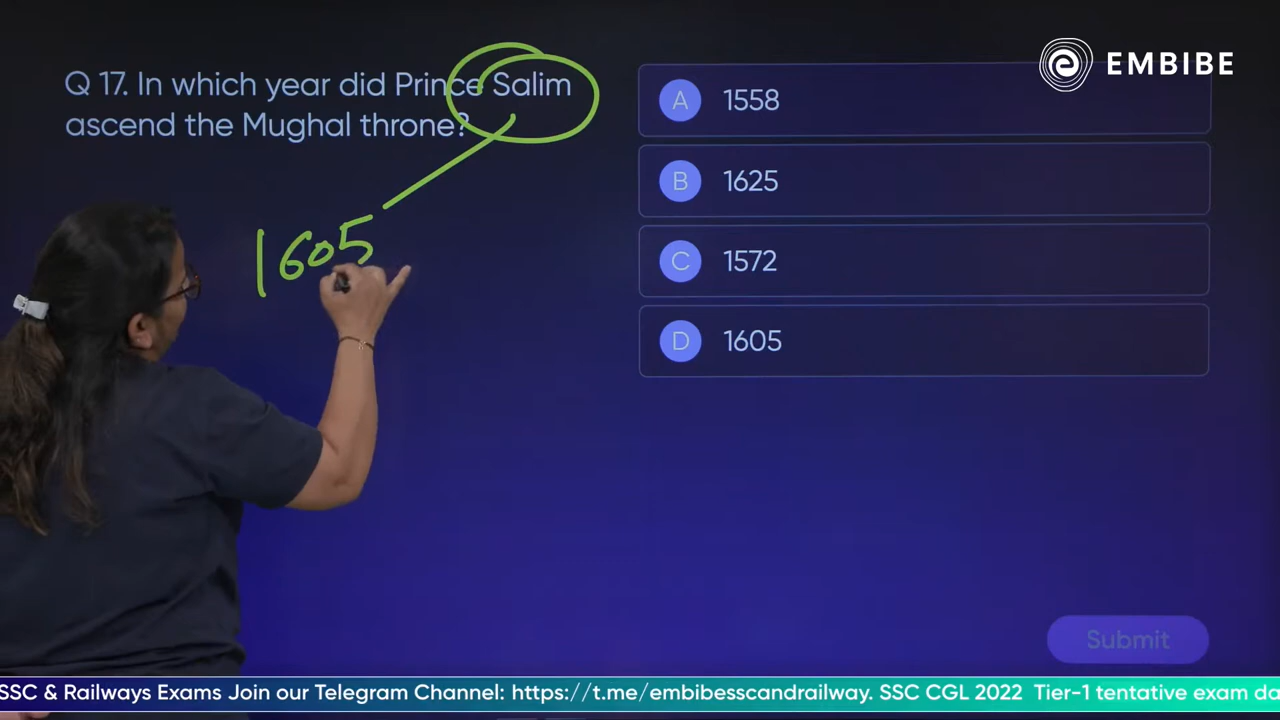 EMBIBE
Q 17. In which year did Prince Salim
ascend the Mughal throne?
A 1558
B 1625
C 1572
D 1605
1605
Submit
SSC & Railways Exams Join our Telegram Channel: https://t.me/embibesscandrailway. SSC CGL 2022 Tier-1 tentative exam